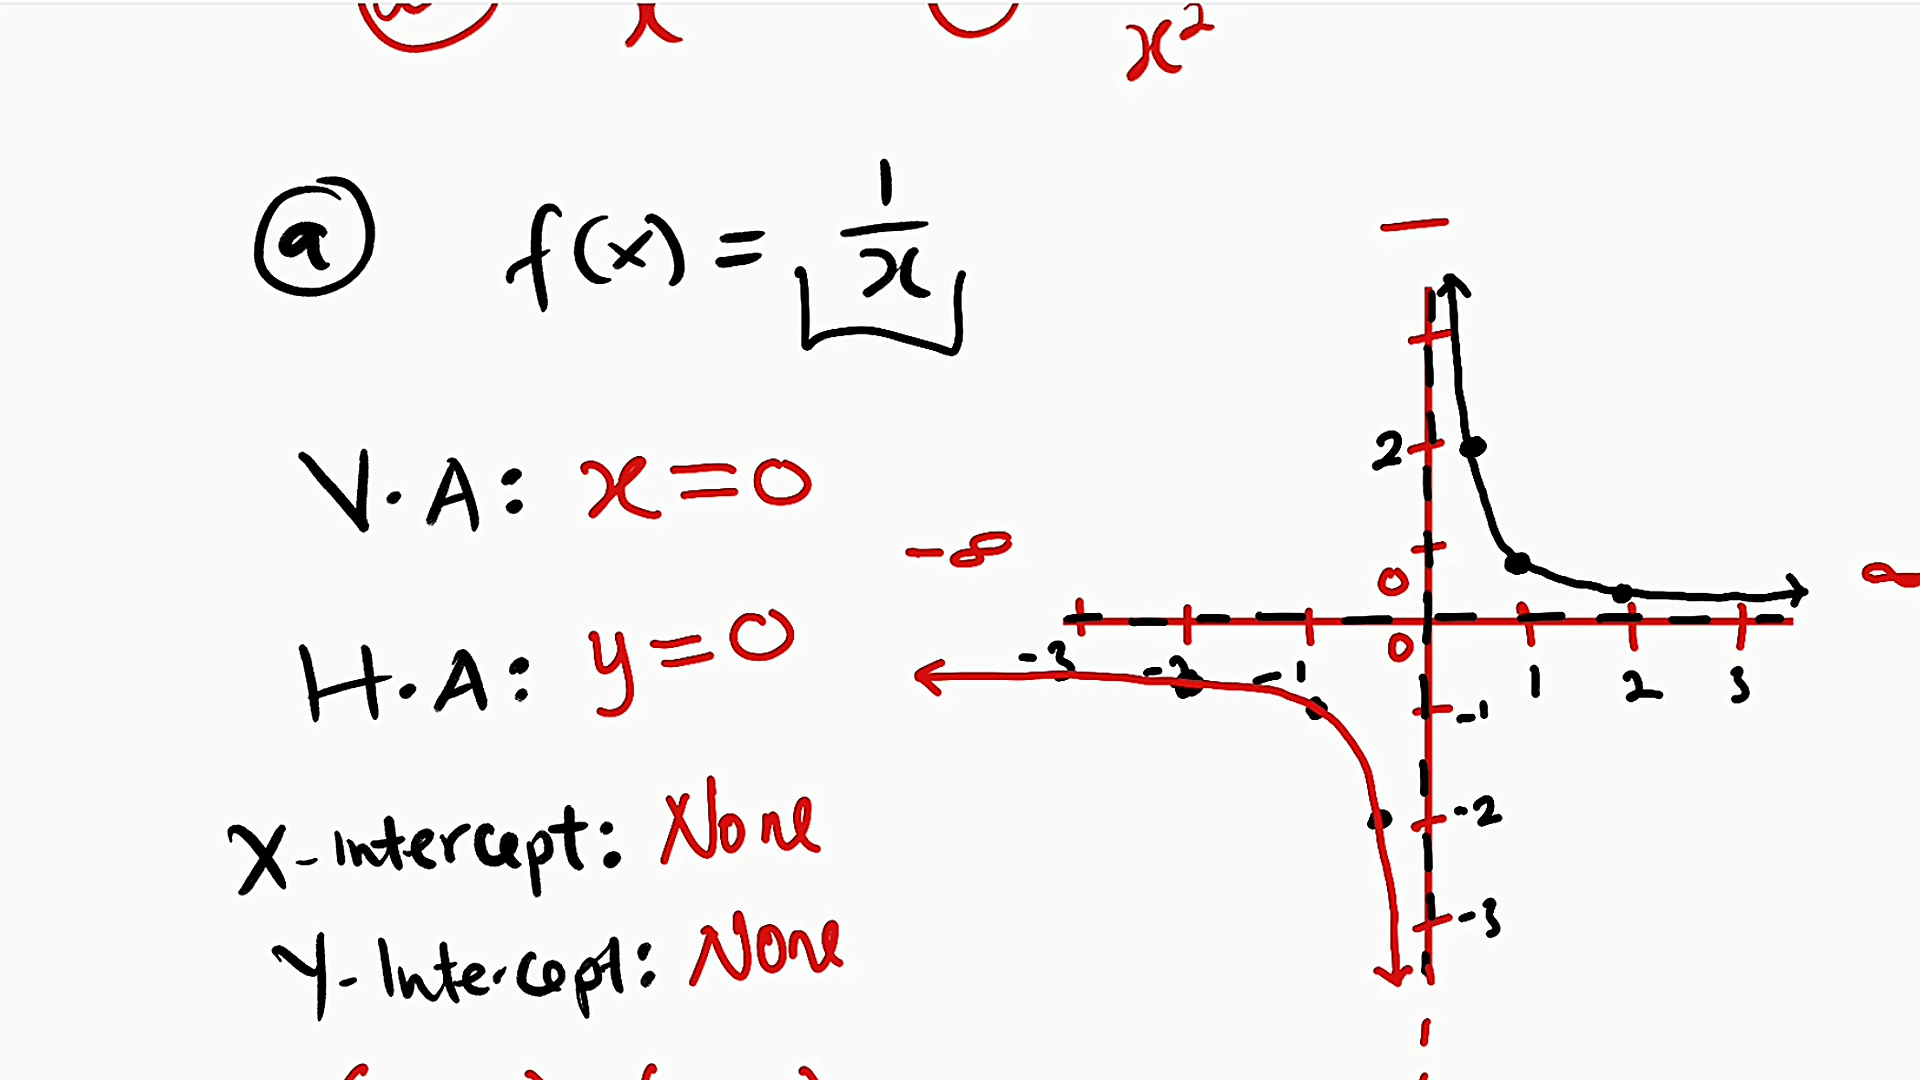 x x²
(a) f(x) = 1/x
V.A: x=0
H.A: y=0
X-intercept: None
Y-Intercept: None
-∞
∞
2
0
0
-3 -2 -1 1 2 3
-1
-2
-3